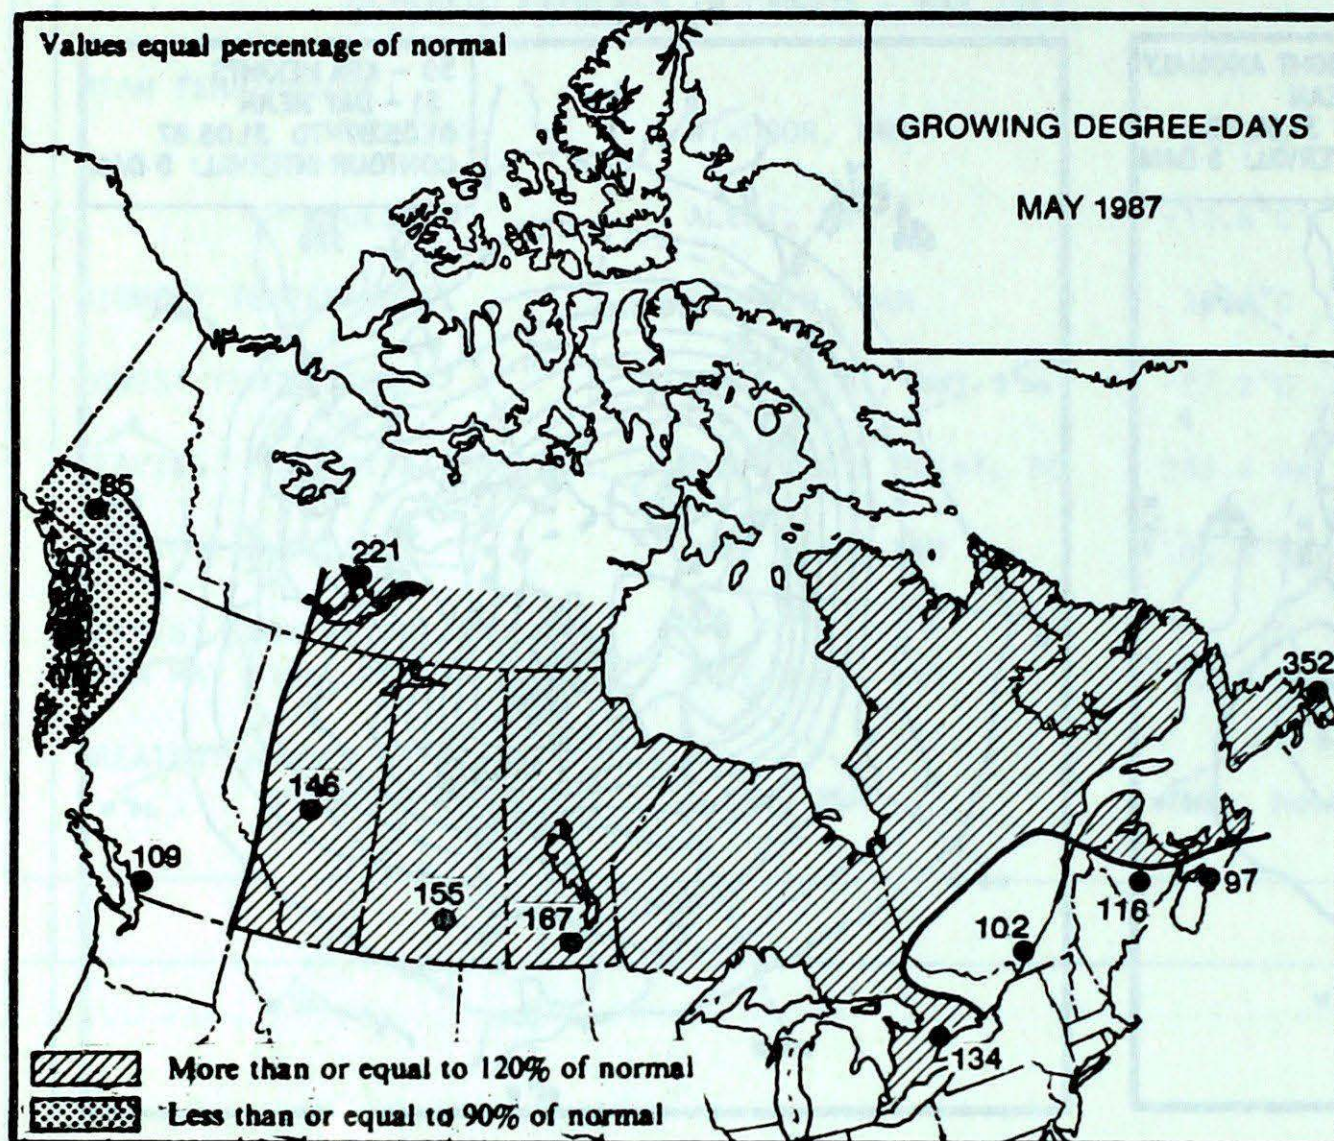 Values equal percentage of normal
GROWING DEGREE-DAYS
MAY 1987
85
221
352
146
109
155
167
97
116
102
134
More than or equal to 120% of normal
Less than or equal to 90% of normal